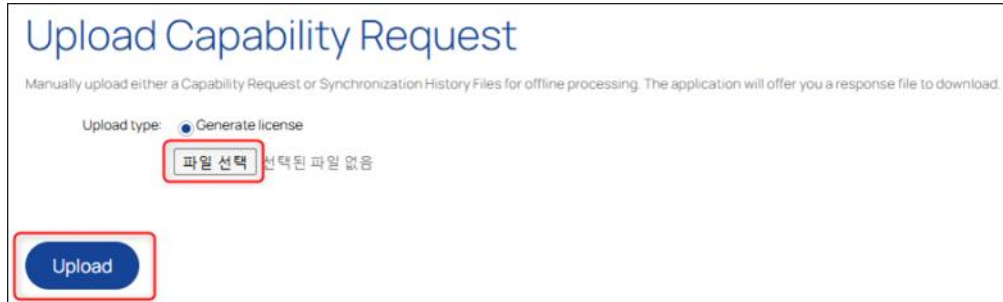 Upload Capability Request
Manually upload either a Capability Request or Synchronization History Files for offline processing. The application will offer you a response file to download.
Upload type: Generate license
파일 선택 선택된 파일 없음
Upload